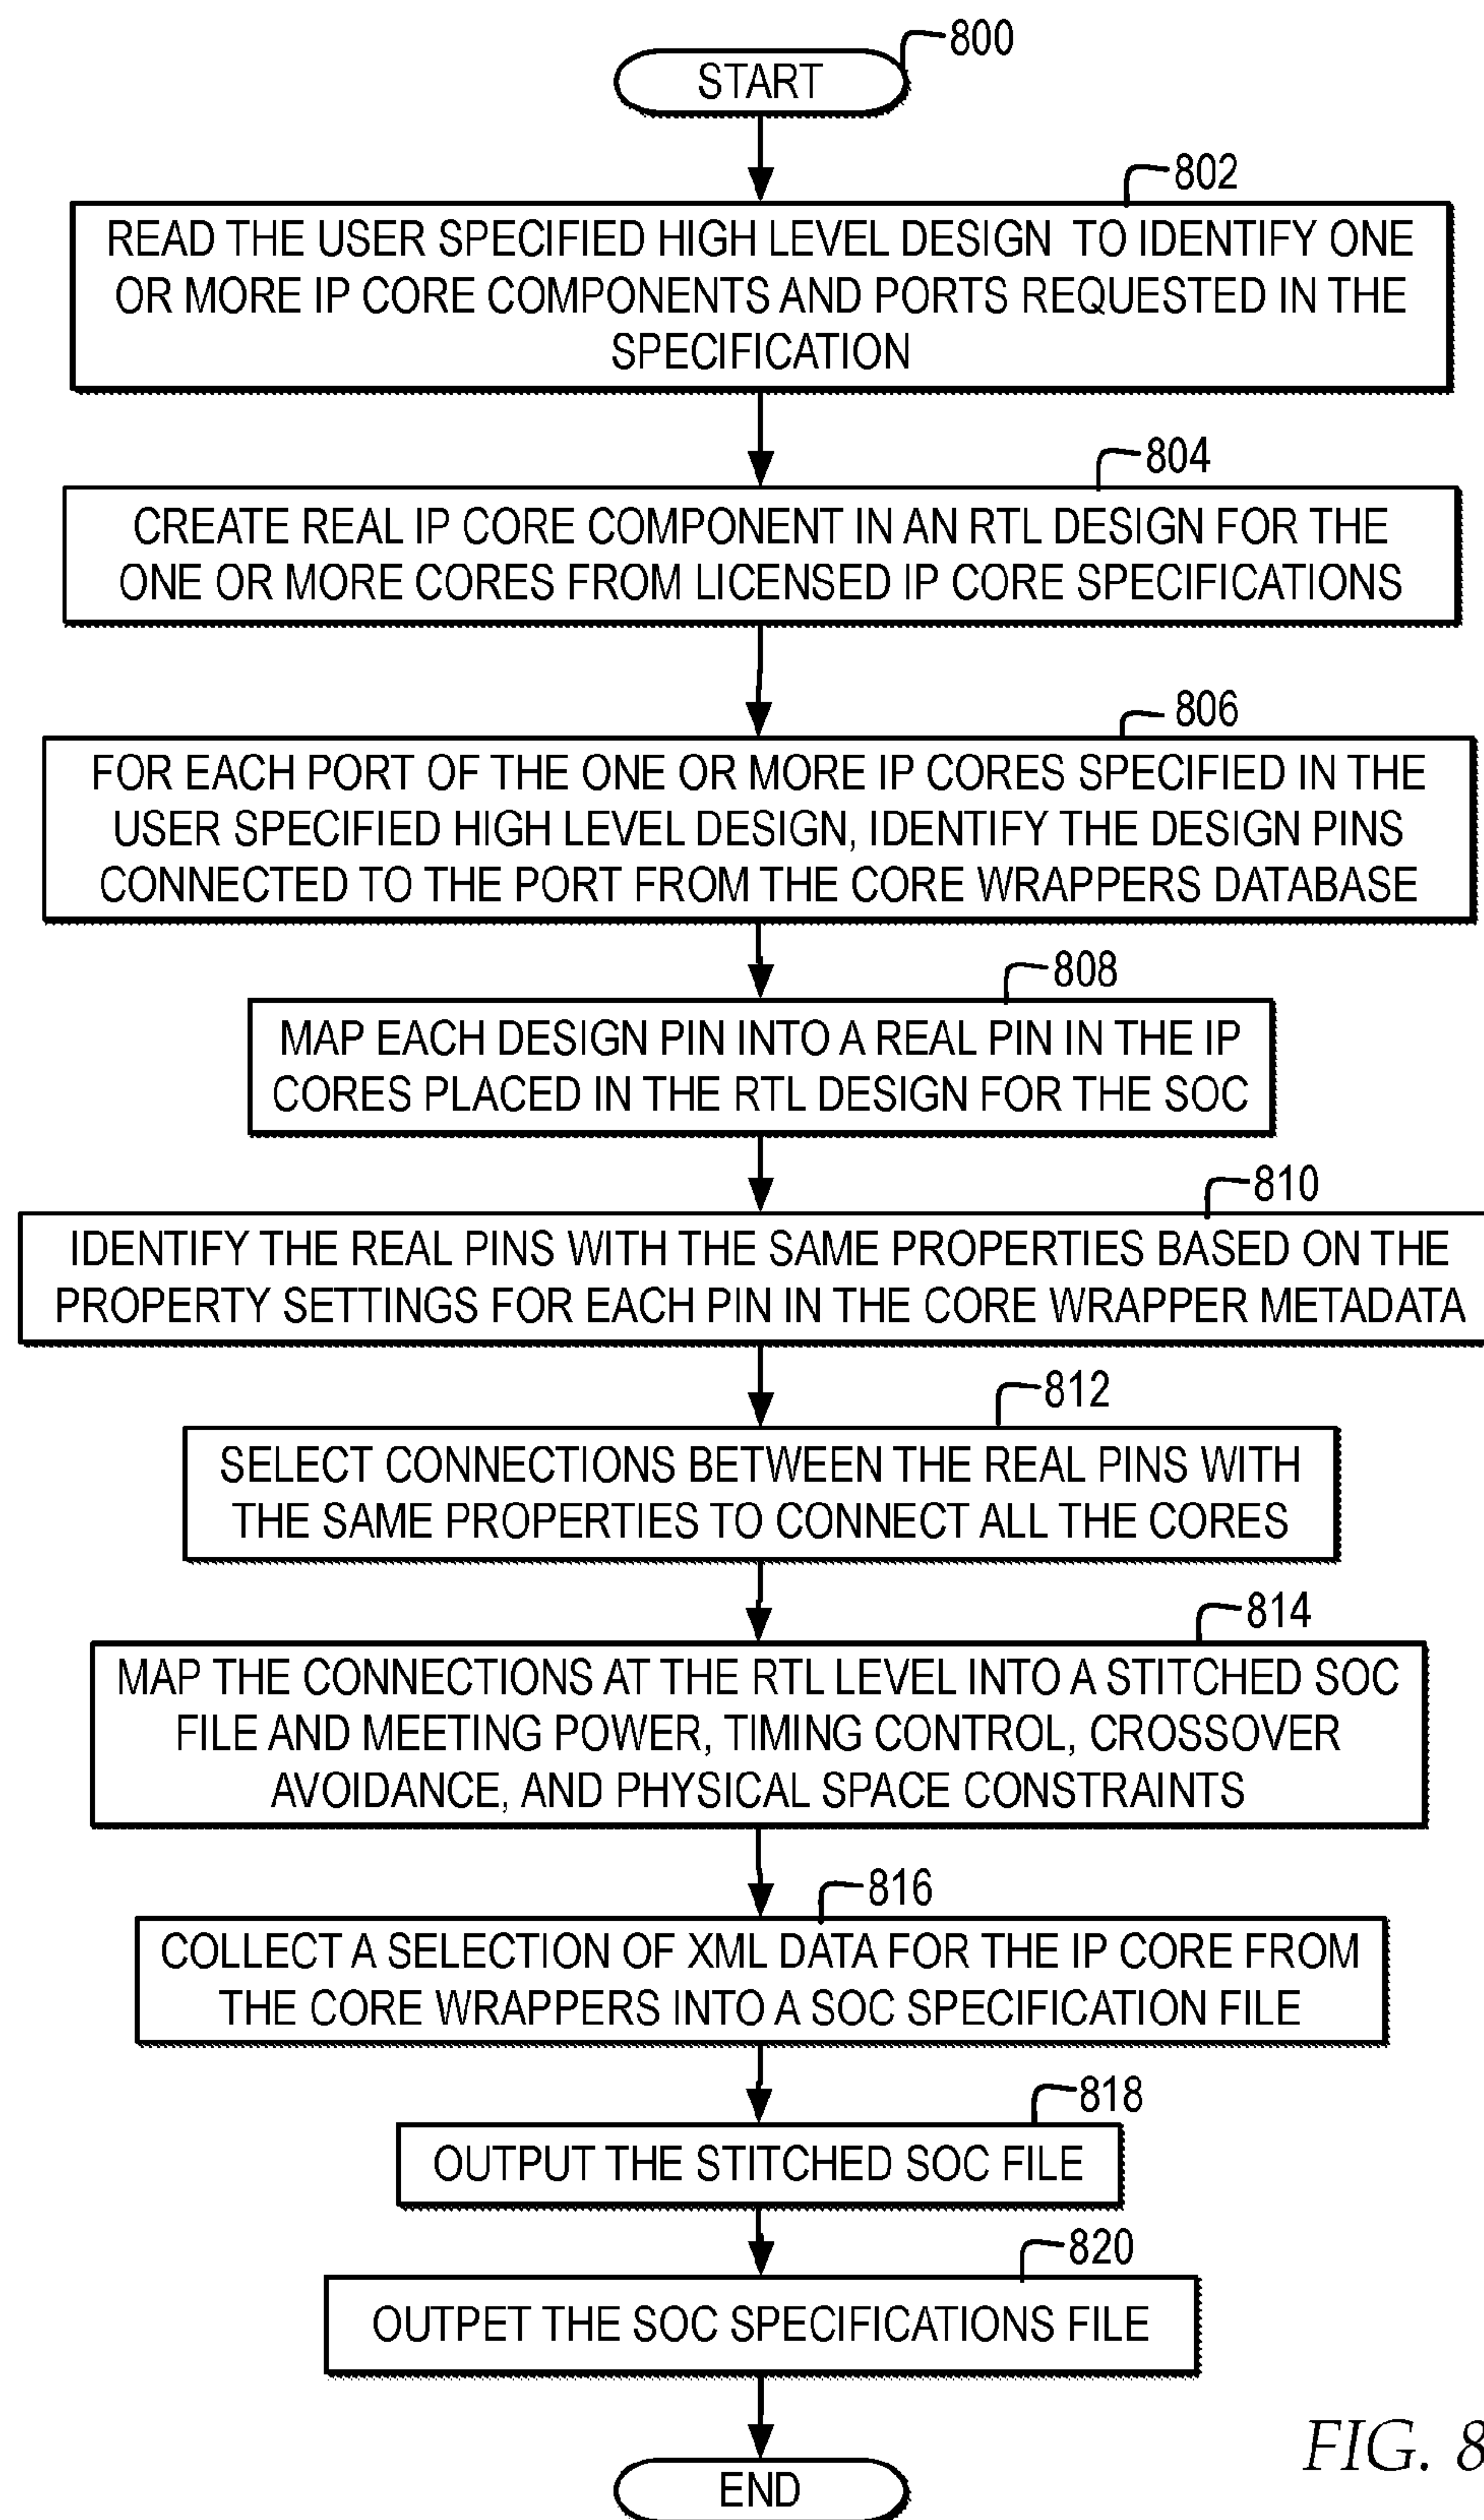 800
START
802
READ THE USER SPECIFIED HIGH LEVEL DESIGN TO IDENTIFY ONE
OR MORE IP CORE COMPONENTS AND PORTS REQUESTED IN THE
SPECIFICATION
804
CREATE REAL IP CORE COMPONENT IN AN RTL DESIGN FOR THE
ONE OR MORE CORES FROM LICENSED IP CORE SPECIFICATIONS
806
FOR EACH PORT OF THE ONE OR MORE IP CORES SPECIFIED IN THE
USER SPECIFIED HIGH LEVEL DESIGN, IDENTIFY THE DESIGN PINS
CONNECTED TO THE PORT FROM THE CORE WRAPPERS DATABASE
808
MAP EACH DESIGN PIN INTO A REAL PIN IN THE IP
CORES PLACED IN THE RTL DESIGN FOR THE SOC
810
IDENTIFY THE REAL PINS WITH THE SAME PROPERTIES BASED ON THE
PROPERTY SETTINGS FOR EACH PIN IN THE CORE WRAPPER METADATA
812
SELECT CONNECTIONS BETWEEN THE REAL PINS WITH
THE SAME PROPERTIES TO CONNECT ALL THE CORES
814
MAP THE CONNECTIONS AT THE RTL LEVEL INTO A STITCHED SOC
FILE AND MEETING POWER, TIMING CONTROL, CROSSOVER
AVOIDANCE, AND PHYSICAL SPACE CONSTRAINTS
816
COLLECT A SELECTION OF XML DATA FOR THE IP CORE FROM
THE CORE WRAPPERS INTO A SOC SPECIFICATION FILE
818
OUTPUT THE STITCHED SOC FILE
820
OUTPET THE SOC SPECIFICATIONS FILE
END
FIG. 8